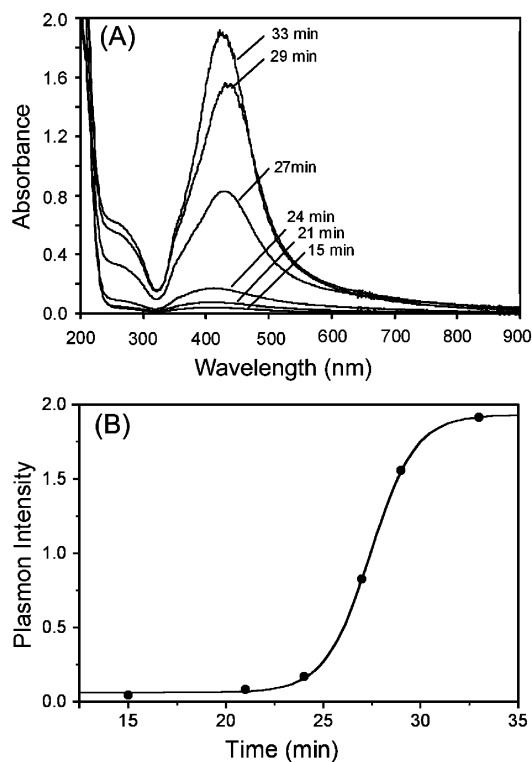 (A)
2.0
1.6
1.2
0.8
0.4
0.0
Absorbance
33 min
29 min
27min
24 min
21 min
15 min
200 300 400 500 600 700 800 900
Wavelength (nm)
(B)
2.0
1.5
1.0
0.5
0.0
Plasmon Intensity
15 20 25 30 35
Time (min)